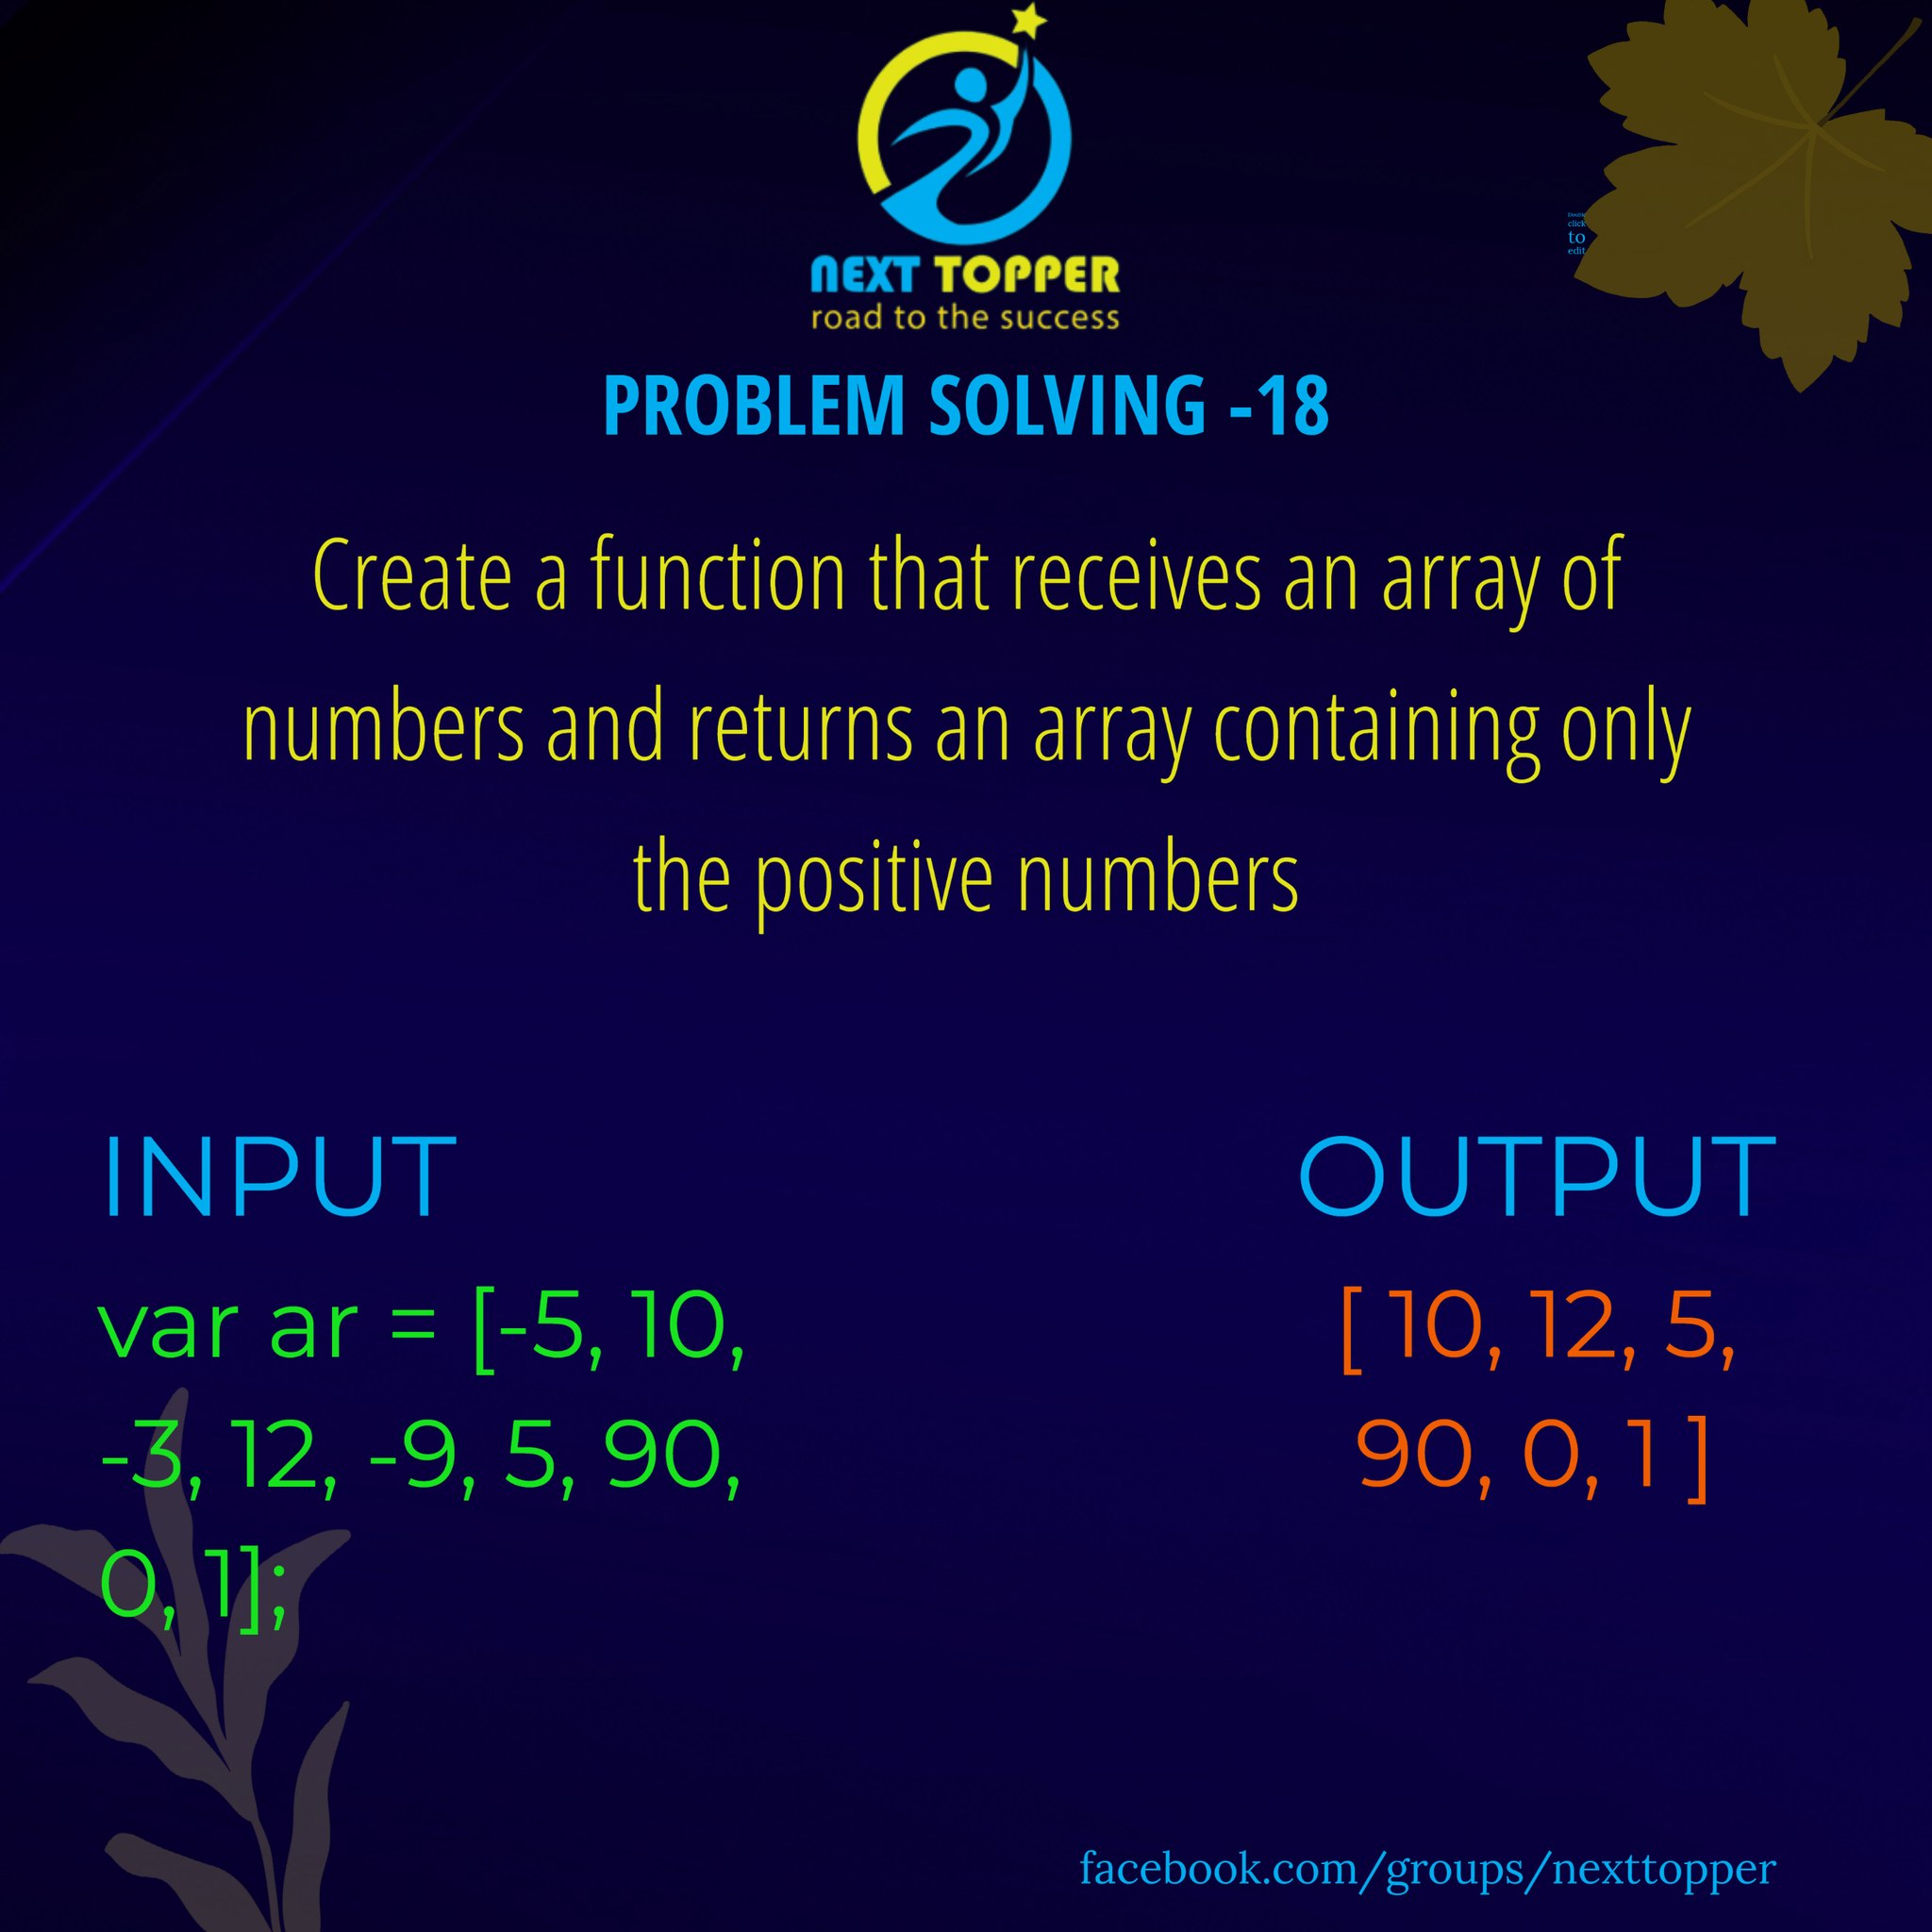 NEXT TOPPER
road to the success
click
to
edit
PROBLEM SOLVING -18
Create a function that receives an array of
numbers and returns an array containing only
the positive numbers
INPUT
var ar = [-5, 10,
-3, 12, -9, 5, 90,
0, 1];
OUTPUT
[ 10, 12, 5,
90, 0, 1 ]
facebook.com/groups/nexttopper